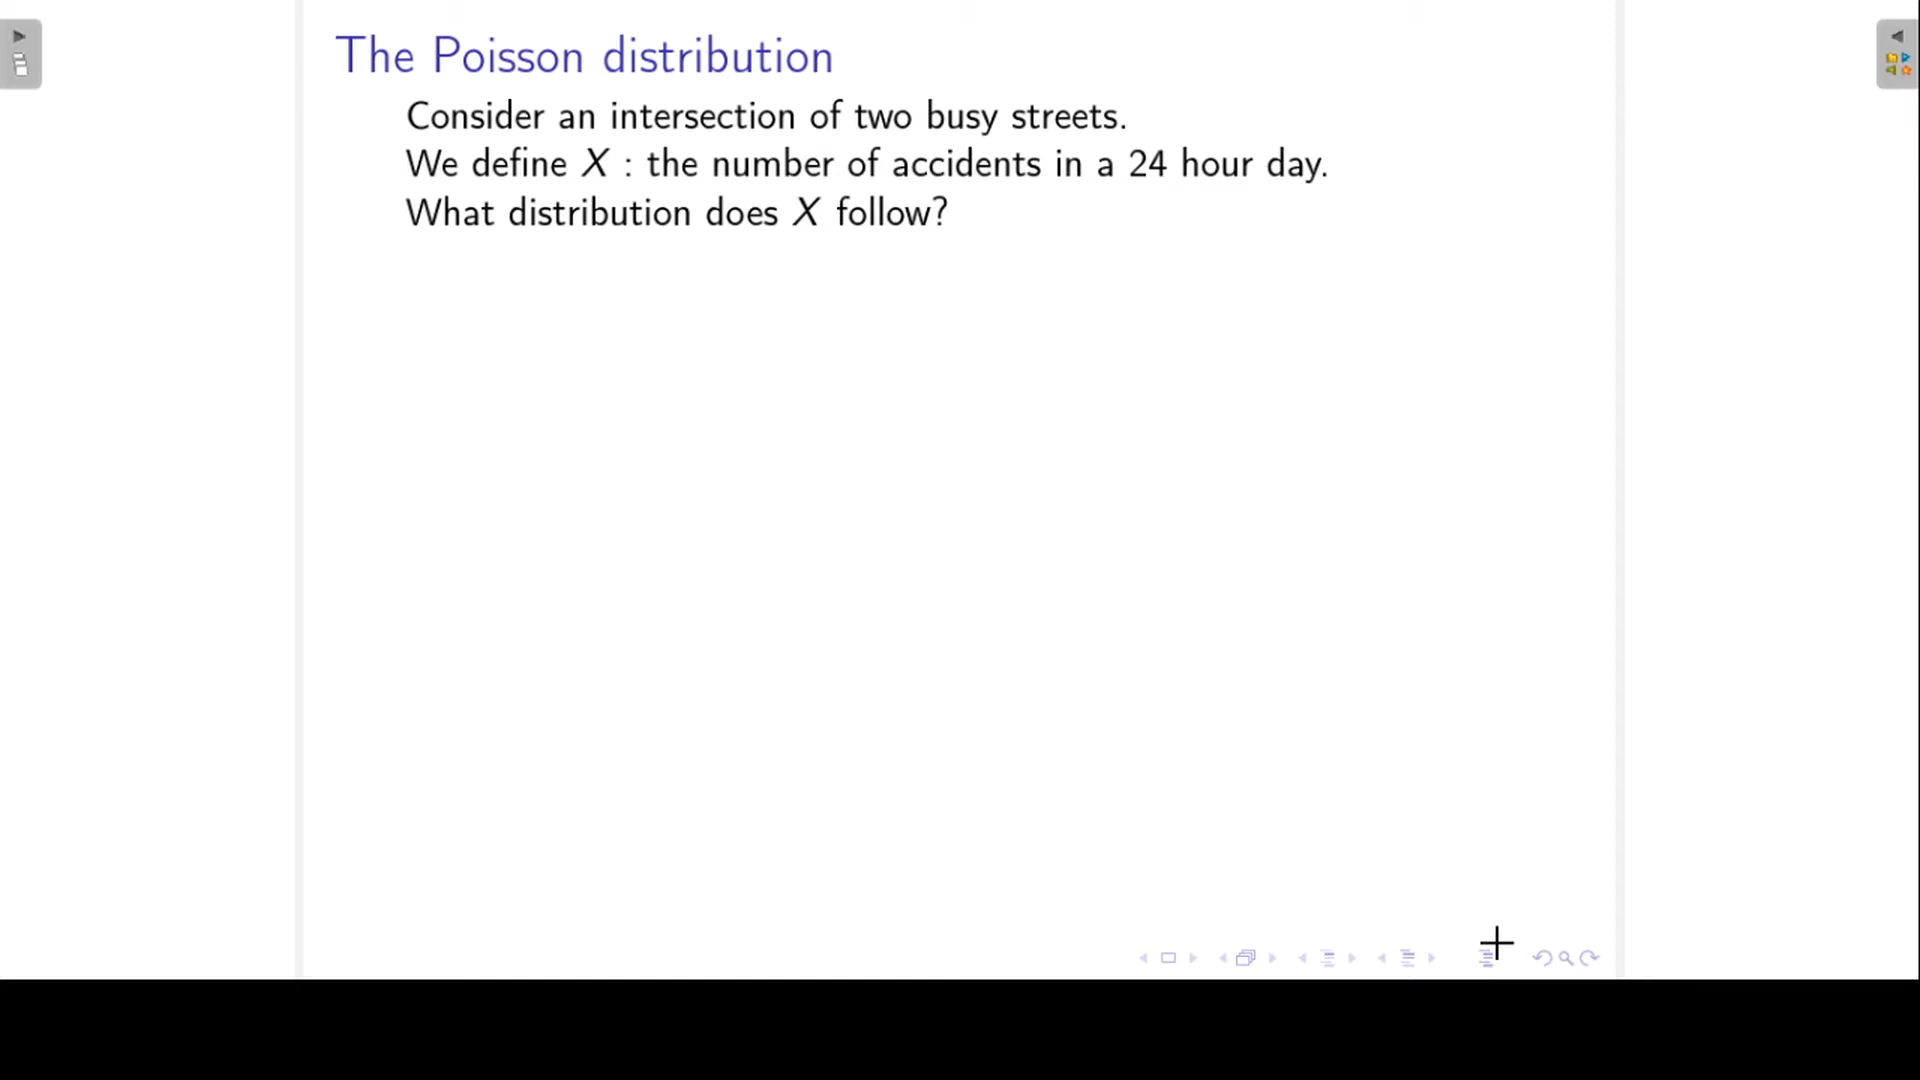 The Poisson distribution
Consider an intersection of two busy streets.
We define X : the number of accidents in a 24 hour day.
What distribution does X follow?